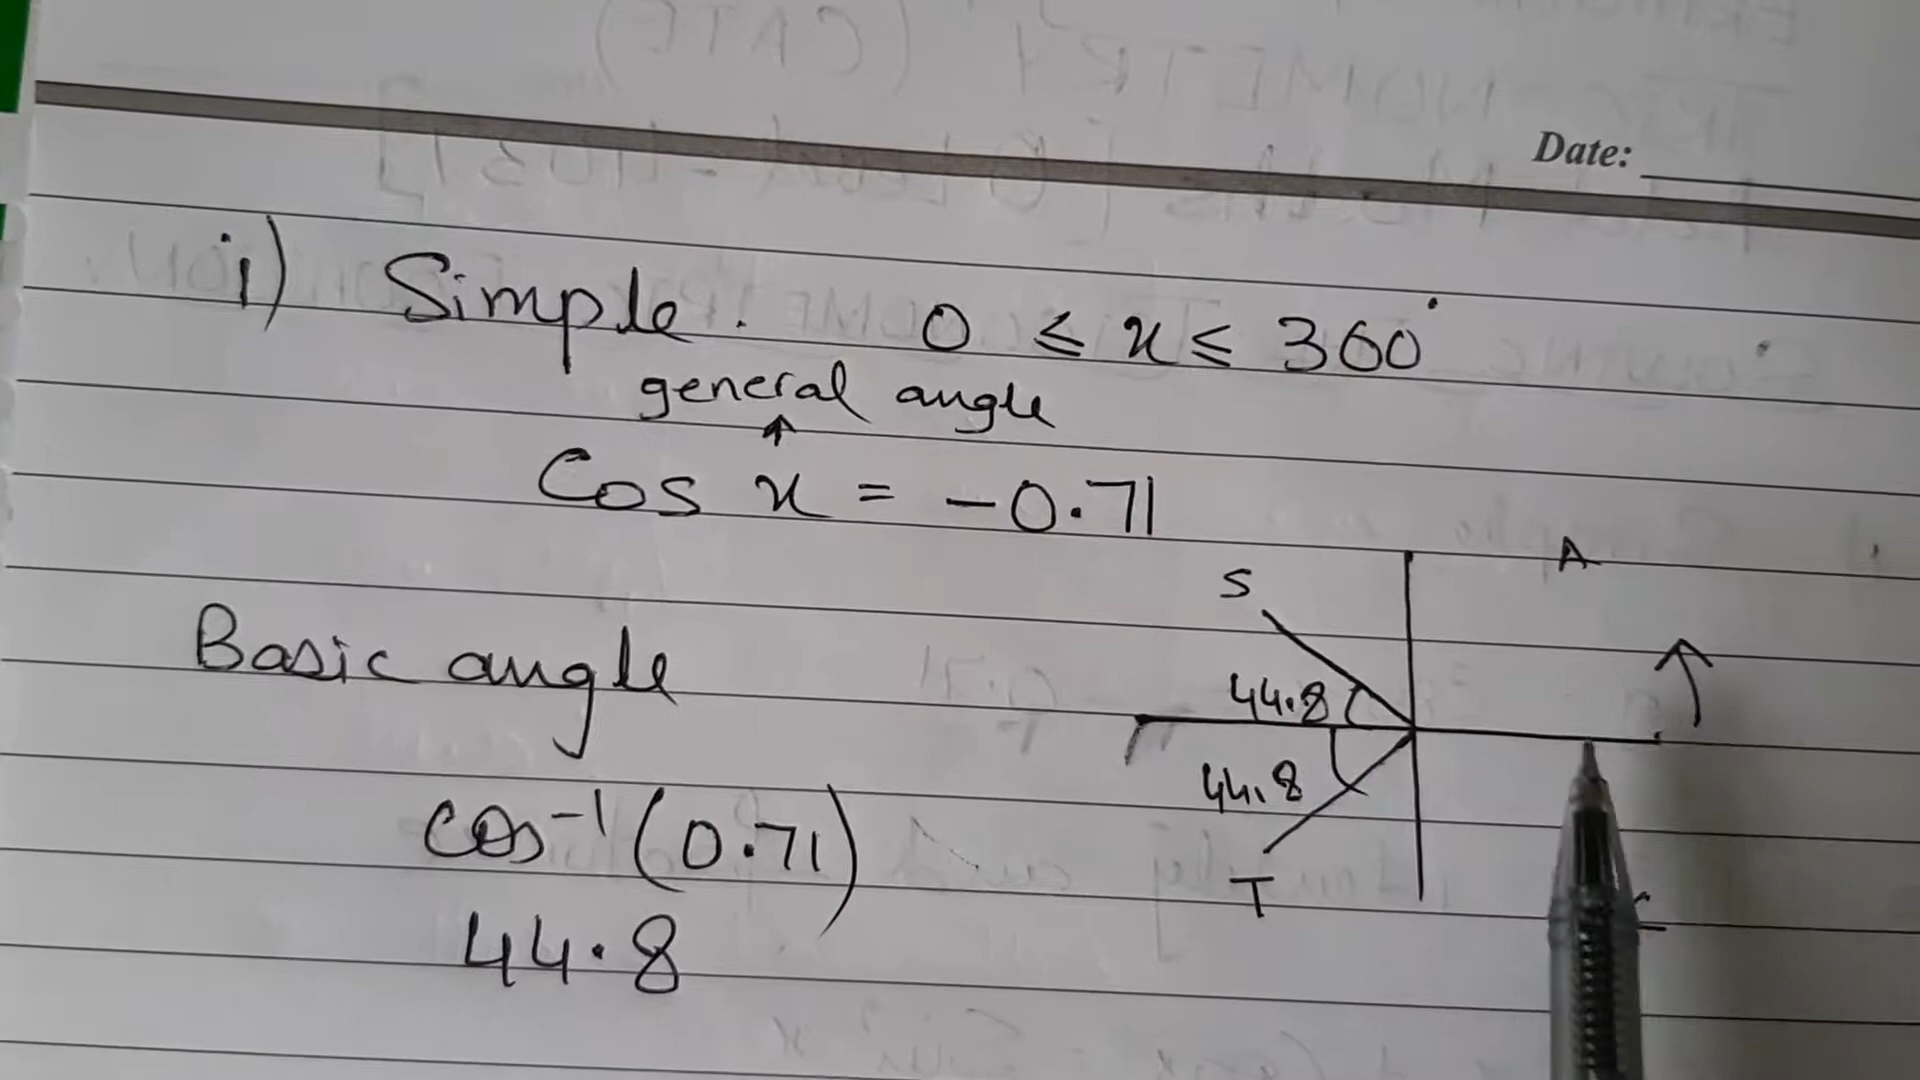 Date:
i) Simple. 0 ≤ x ≤ 360°
general angle
Cos x = -0.71
S A
Basic angle
44.8
44.8
cos⁻¹(0.71)
T
44.8